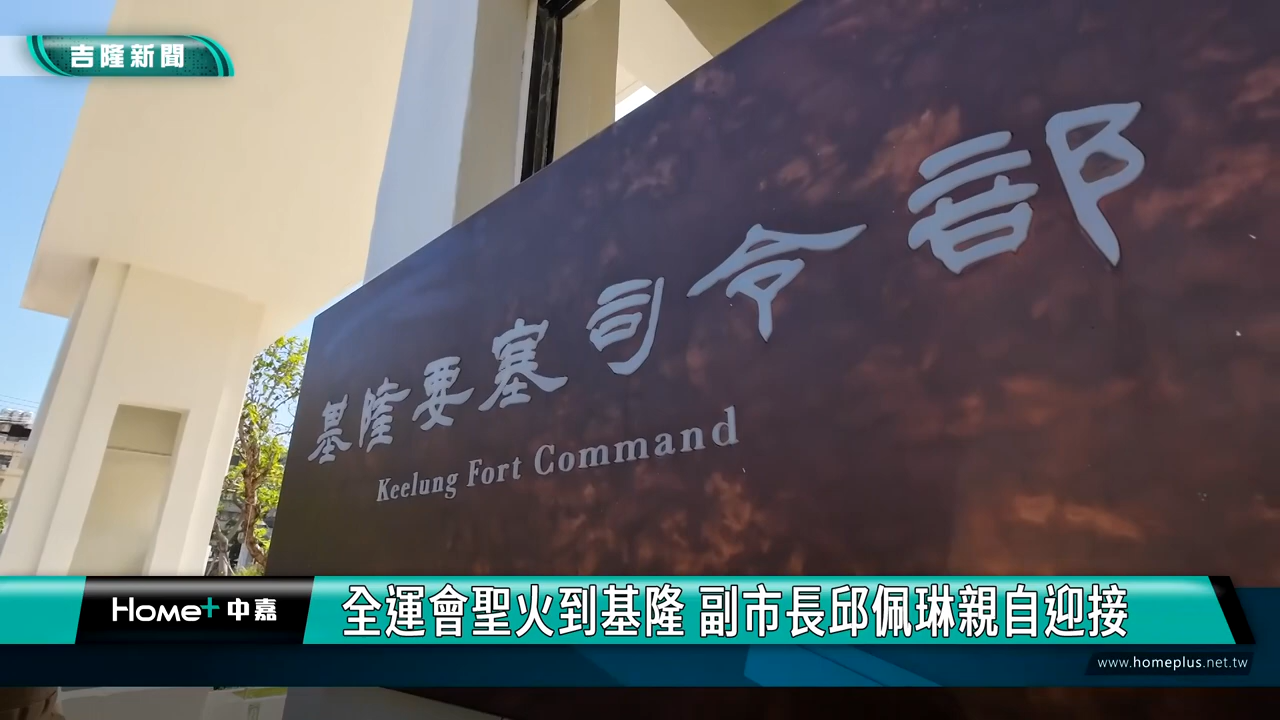 吉隆新聞
基隆要塞司令部
Keelung Fort Command
Home+ 中嘉
全運會聖火到基隆 副市長邱佩琳親自迎接
www.homeplus.net.tw